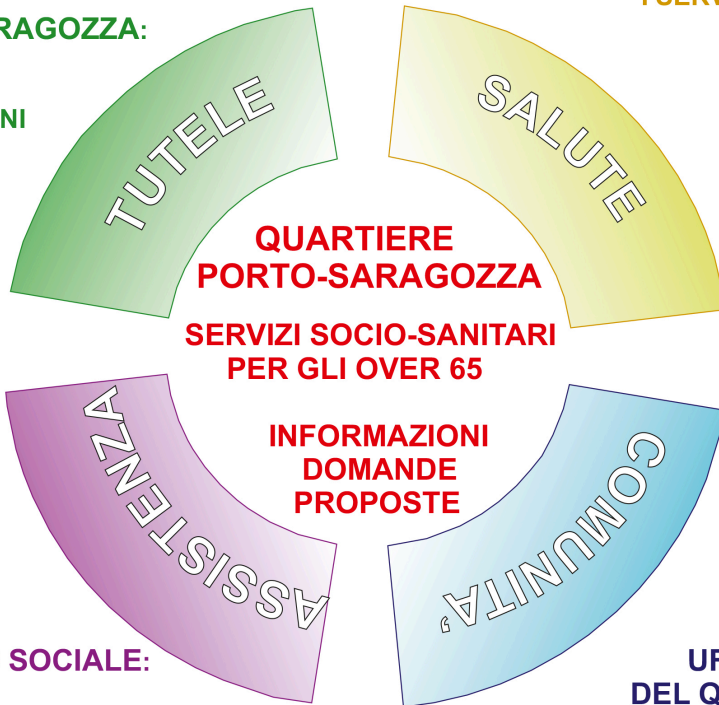 RAGOZZA:
NI
TUTELE
SALUTE
QUARTIERE
PORTO-SARAGOZZA
SERVIZI SOCIO-SANITARI
PER GLI OVER 65
INFORMAZIONI
DOMANDE
PROPOSTE
ASSISTENZA
COMUNITA'
SOCIALE:
UF
DEL Q